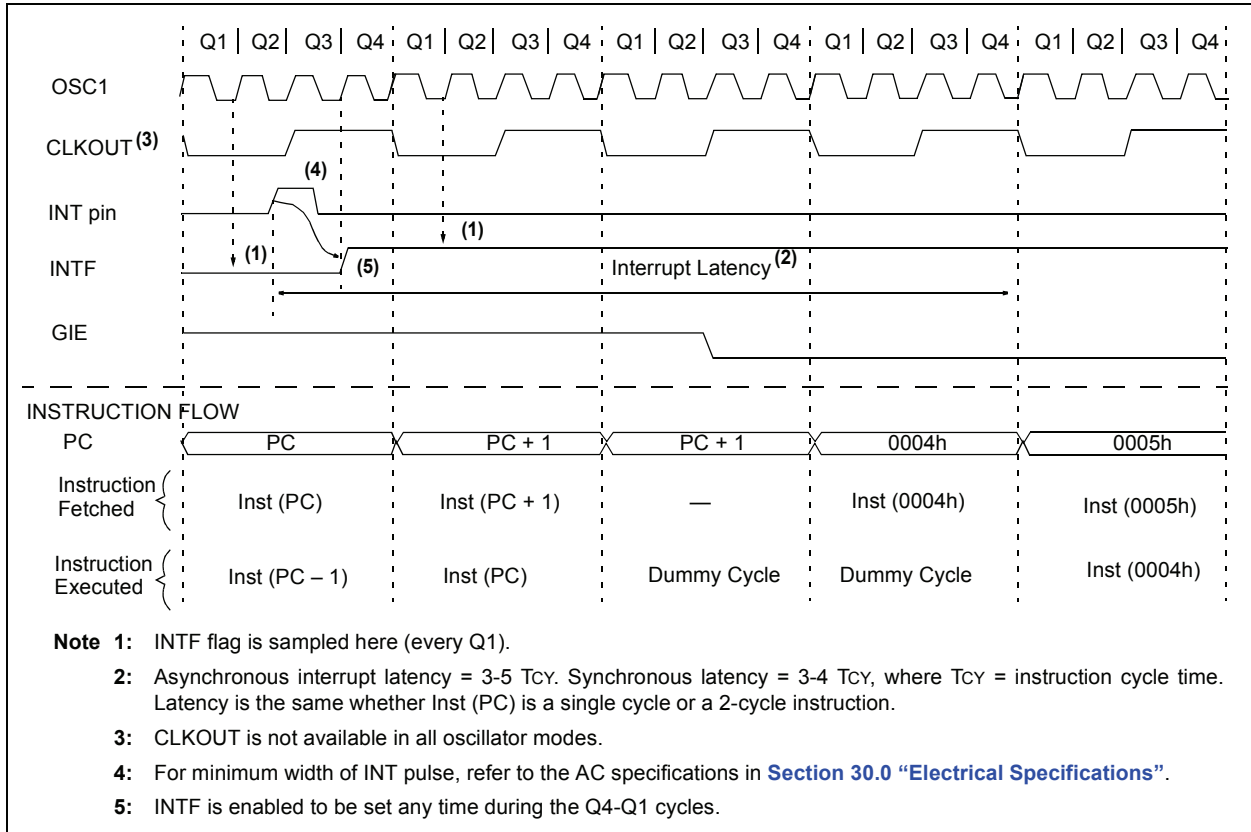 Q1 Q2 Q3 Q4 Q1 Q2 Q3 Q4 Q1 Q2 Q3 Q4 Q1 Q2 Q3 Q4 Q1 Q2 Q3 Q4
OSC1
CLKOUT (3)
(4)
INT pin
(1) (1)
INTF (5) Interrupt Latency (2)
GIE
INSTRUCTION FLOW
PC PC PC + 1 PC + 1 0004h 0005h
Instruction
Fetched Inst (PC) Inst (PC + 1) — Inst (0004h) Inst (0005h)
Instruction
Executed Inst (PC – 1) Inst (PC) Dummy Cycle Dummy Cycle Inst (0004h)
Note 1: INTF flag is sampled here (every Q1).
2: Asynchronous interrupt latency = 3-5 TCY. Synchronous latency = 3-4 TCY, where TCY = instruction cycle time.
Latency is the same whether Inst (PC) is a single cycle or a 2-cycle instruction.
3: CLKOUT is not available in all oscillator modes.
4: For minimum width of INT pulse, refer to the AC specifications in Section 30.0 “Electrical Specifications”.
5: INTF is enabled to be set any time during the Q4-Q1 cycles.